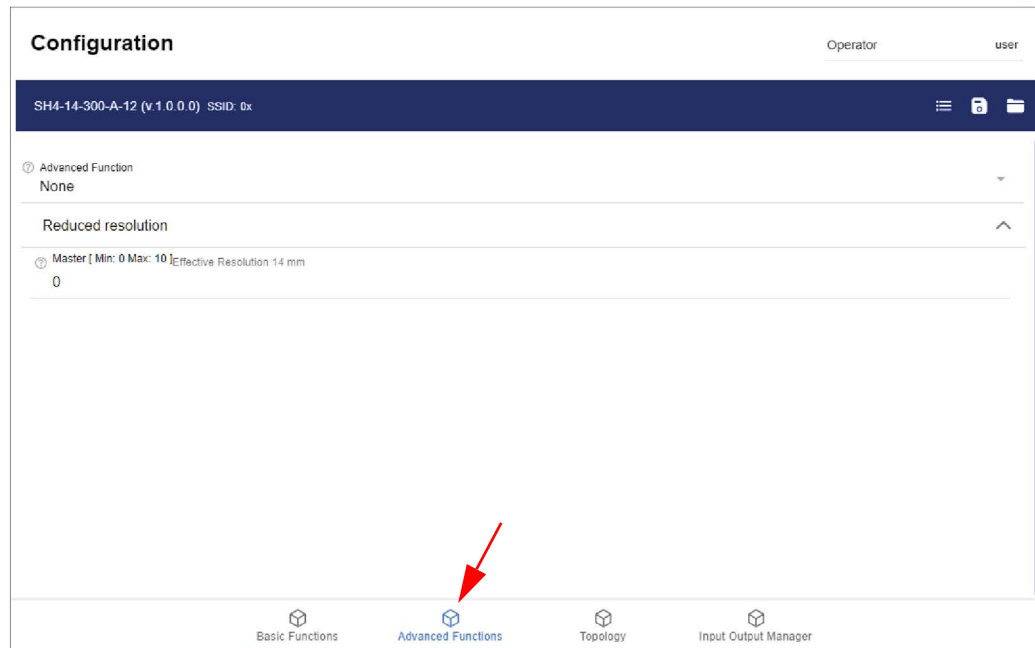 Configuration
Operator user
SH4-14-300-A-12 (v.1.0.0.0) SSID: 0x
Advanced Function
None
Reduced resolution
Master [ Min: 0 Max: 10 ]Effective Resolution 14 mm
0
Basic Functions Advanced Functions Topology Input Output Manager